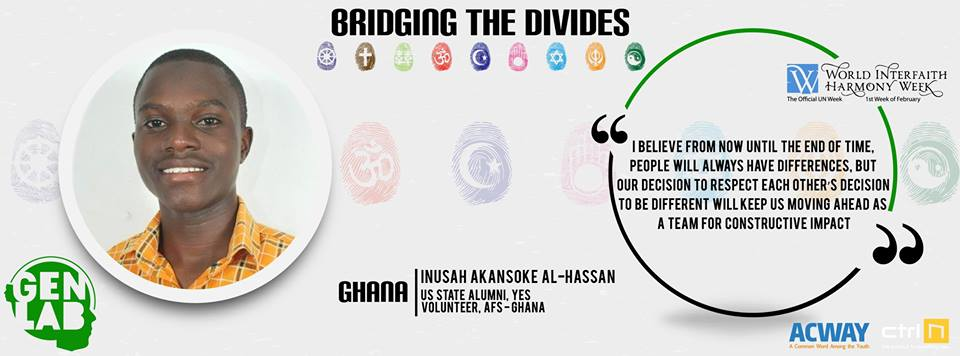 BRIDGING THE DIVIDES
WORLD INTERFAITH
HARMONY WEEK
The Official UN Week 1st Week of February
I BELIEVE FROM NOW UNTIL THE END OF TIME,
PEOPLE WILL ALWAYS HAVE DIFFERENCES, BUT
OUR DECISION TO RESPECT EACH OTHER'S DECISION
TO BE DIFFERENT WILL KEEP US MOVING AHEAD AS
A TEAM FOR CONSTRUCTIVE IMPACT
GEN
LAB
GHANA
INUSAH AKANSOKE AL-HASSAN
US STATE ALUMNI, YES
VOLUNTEER, AFS - GHANA
ACWAY
A Common Word Among the Youth
ctrl n